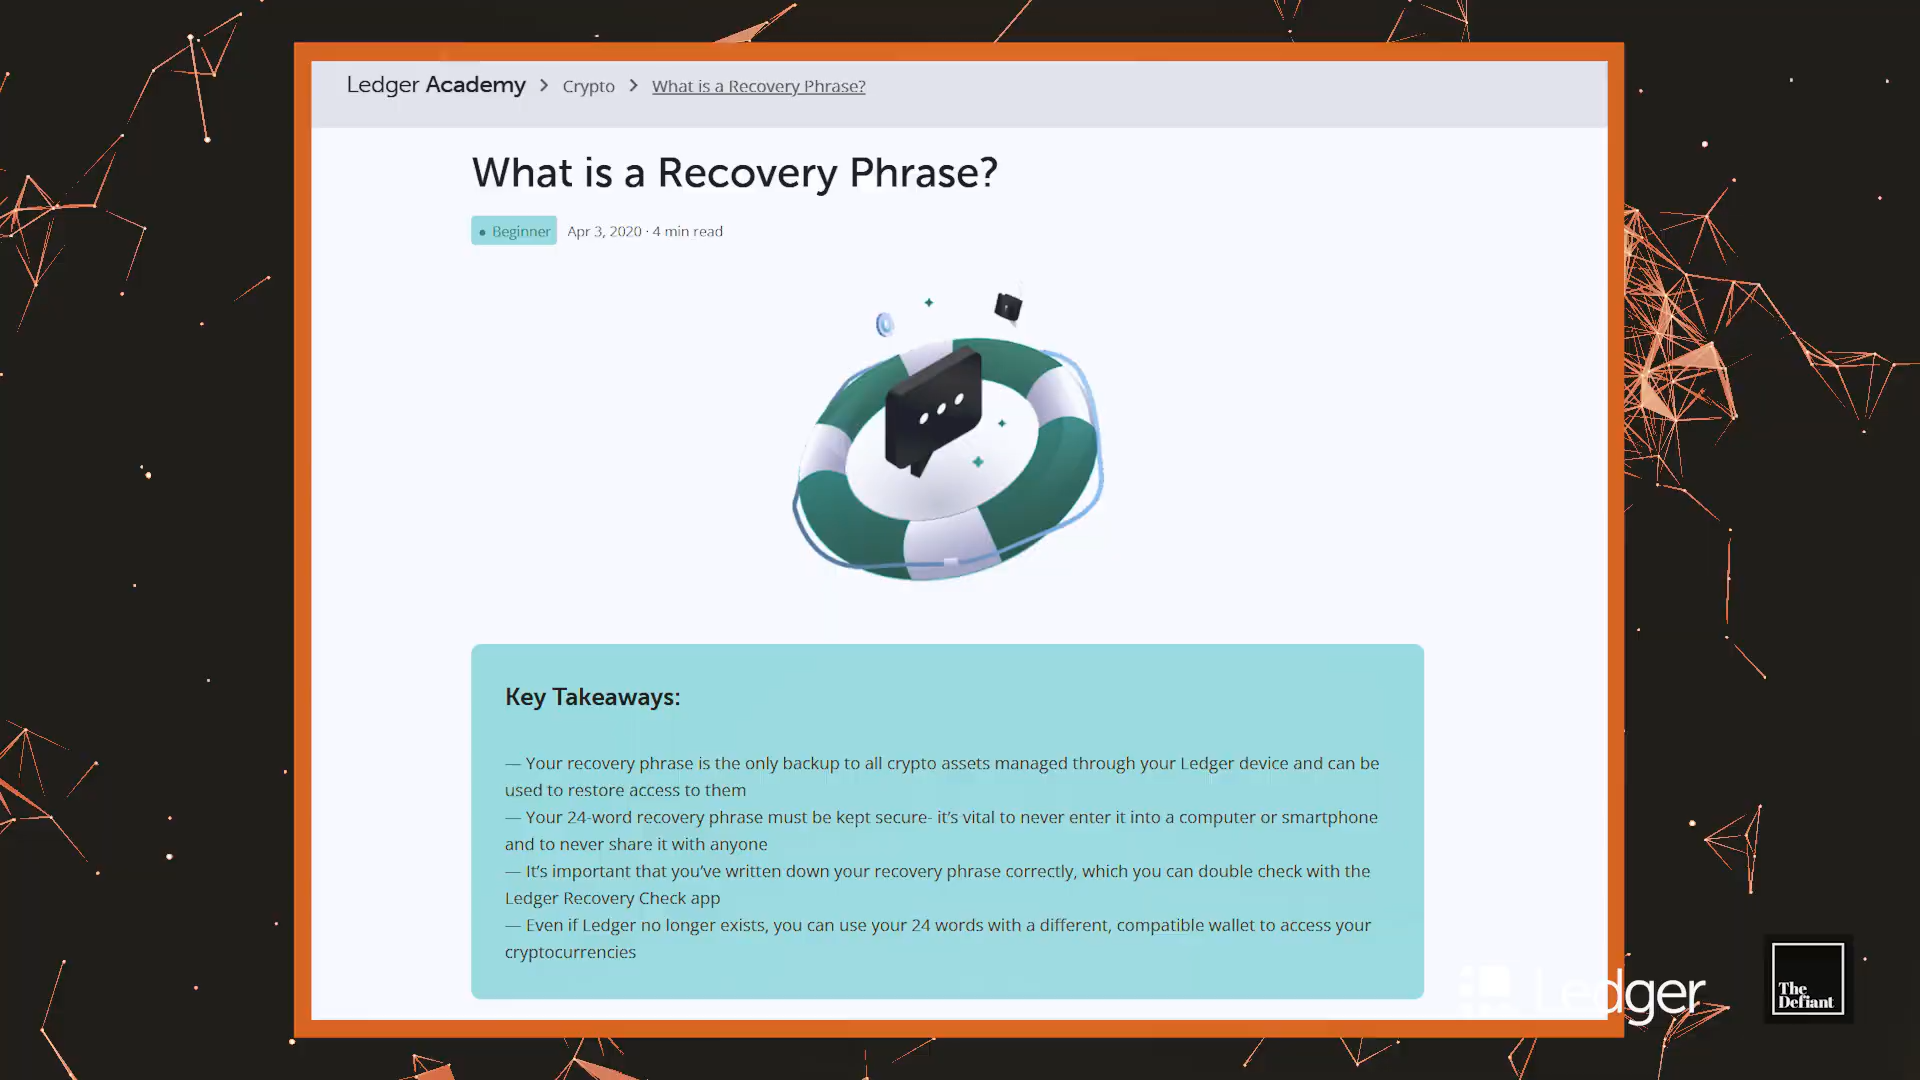 Ledger Academy > Crypto > What is a Recovery Phrase?
What is a Recovery Phrase?
• Beginner Apr 3, 2020 · 4 min read
Key Takeaways:
— Your recovery phrase is the only backup to all crypto assets managed through your Ledger device and can be
used to restore access to them
— Your 24-word recovery phrase must be kept secure- it’s vital to never enter it into a computer or smartphone
and to never share it with anyone
— It’s important that you’ve written down your recovery phrase correctly, which you can double check with the
Ledger Recovery Check app
— Even if Ledger no longer exists, you can use your 24 words with a different, compatible wallet to access your
cryptocurrencies
Ledger
The
Defiant